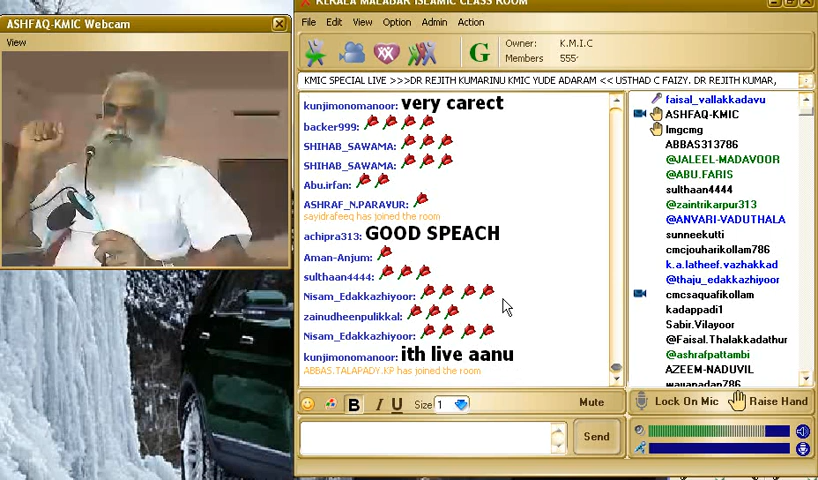 ASHFAQ-KMIC Webcam
View
KERALA MALABAR ISLAMIC CLASS ROOM
File Edit View Option Admin Action
G
Owner: K.M.I.C
Members 555
KMIC SPECIAL LIVE >>>DR REJITH KUMARINU KMIC YUDE ADARAM << USTHAD C FAIZY. DR REJITH KUMAR,
kunjimonomanoor: very carect
backer999:
SHIHAB_SAWAMA:
SHIHAB_SAWAMA:
Abu.irfan:
ASHRAF_N.PARAVUR:
sayidrafeeq has joined the room
achipra313: GOOD SPEACH
Aman-Anjum:
sulthaan4444:
Nisam_Edakkazhiyoor:
zainudheenpulikkal:
Nisam_Edakkazhiyoor:
kunjimonomanoor: ith live aanu
ABBAS.TALAPADY.KP has joined the room
faisal_vallakkadavu
ASHFAQ-KMIC
lmgcmg
ABBAS313786
@JALEEL-MADAVOOR
@ABU.FARIS
sulthaan4444
@zaintrikarpur313
@ANVARI-VADUTHALA
sunneekutti
cmcjouharikollam786
k.a.latheef.vazhakkad
@thaju_edakkazhiyoor
cmcsaquafikollam
kadappadi1
Sabir.Vilayoor
@Faisal.Thalakkadathur
@ashrafpattambi
AZEEM-NADUVIL
wayanadan786
B I U Size 1 Mute
Lock On Mic Raise Hand
Send